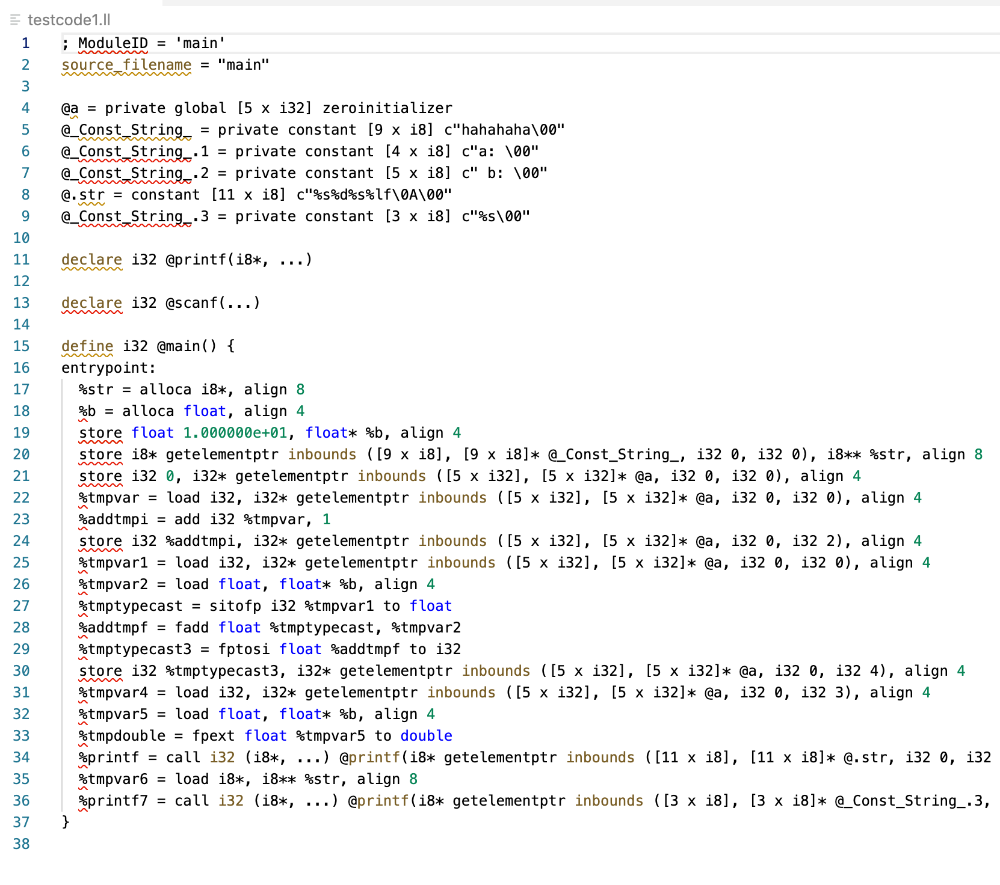 testcode1.ll
1 ; ModuleID = 'main'
2 source_filename = "main"
3
4 @a = private global [5 x i32] zeroinitializer
5 @_Const_String_ = private constant [9 x i8] c"hahahaha\00"
6 @_Const_String_.1 = private constant [4 x i8] c"a: \00"
7 @_Const_String_.2 = private constant [5 x i8] c" b: \00"
8 @.str = constant [11 x i8] c"%s%d%s%lf\0A\00"
9 @_Const_String_.3 = private constant [3 x i8] c"%s\00"
10
11 declare i32 @printf(i8*, ...)
12
13 declare i32 @scanf(...)
14
15 define i32 @main() {
16 entrypoint:
17 %str = alloca i8*, align 8
18 %b = alloca float, align 4
19 store float 1.000000e+01, float* %b, align 4
20 store i8* getelementptr inbounds ([9 x i8], [9 x i8]* @_Const_String_, i32 0, i32 0), i8** %str, align 8
21 store i32 0, i32* getelementptr inbounds ([5 x i32], [5 x i32]* @a, i32 0, i32 0), align 4
22 %tmpvar = load i32, i32* getelementptr inbounds ([5 x i32], [5 x i32]* @a, i32 0, i32 0), align 4
23 %addtmpi = add i32 %tmpvar, 1
24 store i32 %addtmpi, i32* getelementptr inbounds ([5 x i32], [5 x i32]* @a, i32 0, i32 2), align 4
25 %tmpvar1 = load i32, i32* getelementptr inbounds ([5 x i32], [5 x i32]* @a, i32 0, i32 0), align 4
26 %tmpvar2 = load float, float* %b, align 4
27 %tmptypecast = sitofp i32 %tmpvar1 to float
28 %addtmpf = fadd float %tmptypecast, %tmpvar2
29 %tmptypecast3 = fptosi float %addtmpf to i32
30 store i32 %tmptypecast3, i32* getelementptr inbounds ([5 x i32], [5 x i32]* @a, i32 0, i32 4), align 4
31 %tmpvar4 = load i32, i32* getelementptr inbounds ([5 x i32], [5 x i32]* @a, i32 0, i32 3), align 4
32 %tmpvar5 = load float, float* %b, align 4
33 %tmpdouble = fpext float %tmpvar5 to double
34 %printf = call i32 (i8*, ...) @printf(i8* getelementptr inbounds ([11 x i8], [11 x i8]* @.str, i32 0, i32
35 %tmpvar6 = load i8*, i8** %str, align 8
36 %printf7 = call i32 (i8*, ...) @printf(i8* getelementptr inbounds ([3 x i8], [3 x i8]* @_Const_String_.3,
37 }
38